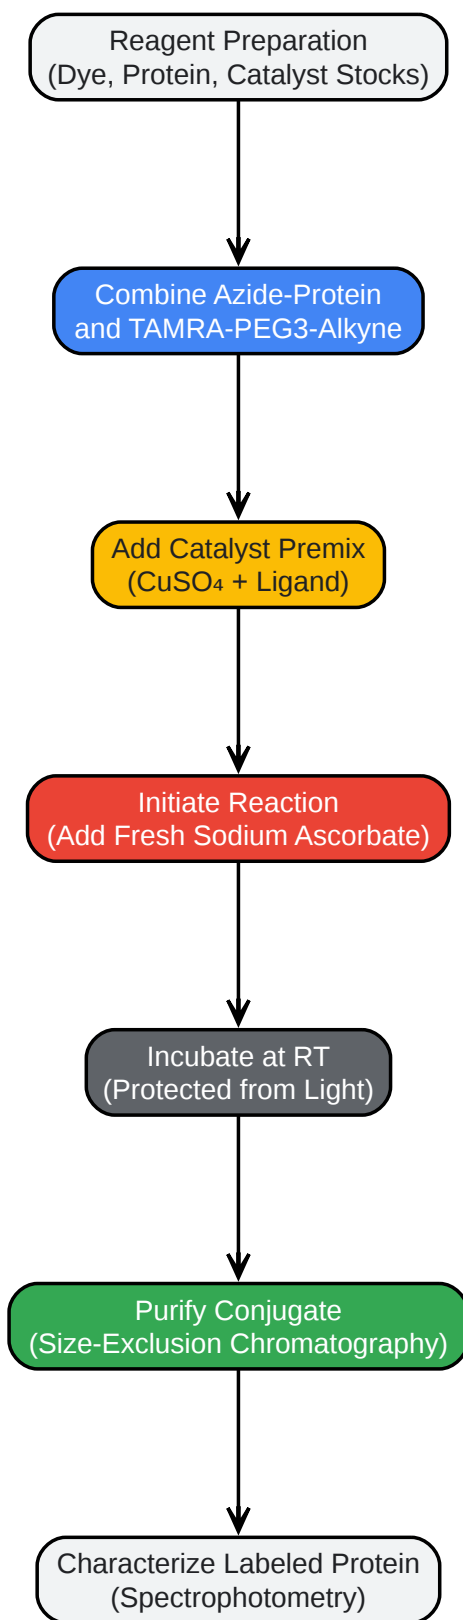 Reagent Preparation
(Dye, Protein, Catalyst Stocks)
Combine Azide-Protein
and TAMRA-PEG3-Alkyne
Add Catalyst Premix
(CuSO₄ + Ligand)
Initiate Reaction
(Add Fresh Sodium Ascorbate)
Incubate at RT
(Protected from Light)
Purify Conjugate
(Size-Exclusion Chromatography)
Characterize Labeled Protein
(Spectrophotometry)